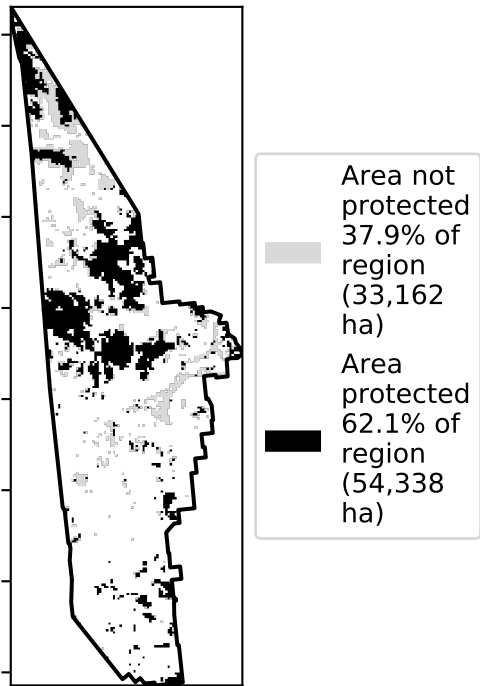 Area not
protected
37.9% of
region
(33,162
ha)
Area
protected
62.1% of
region
(54,338
ha)